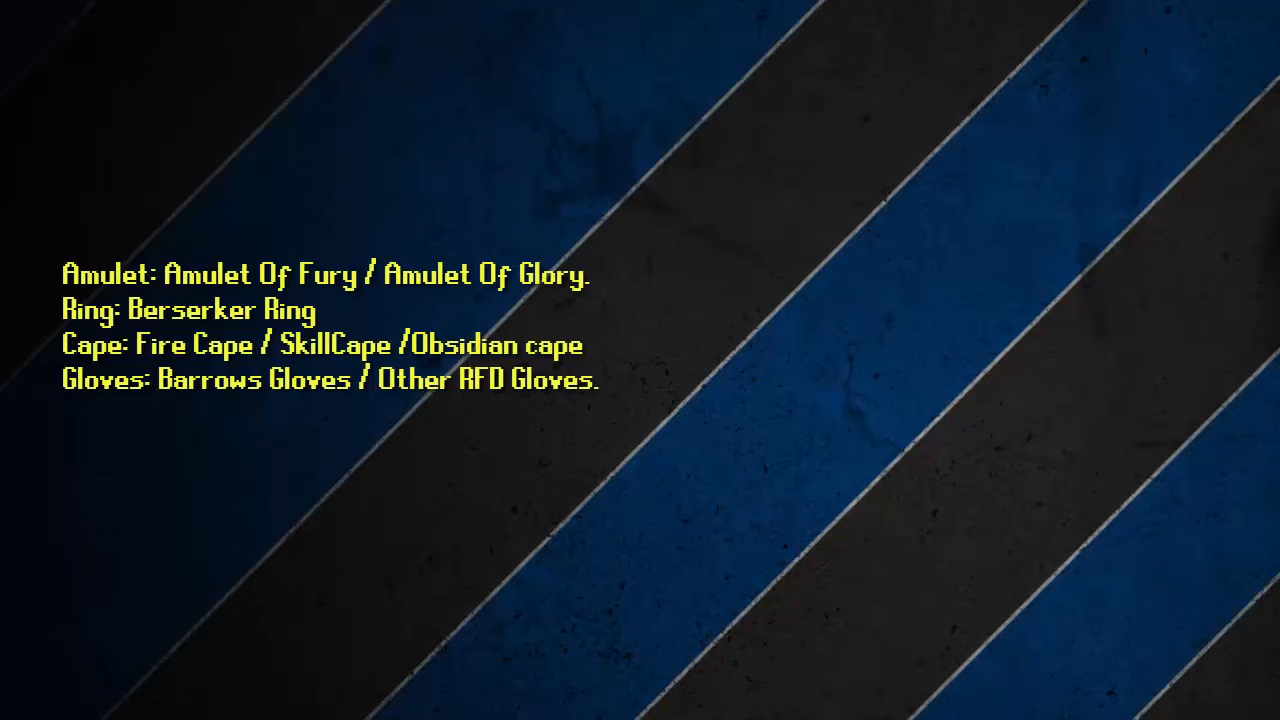 Amulet: Amulet Of Fury / Amulet Of Glory.
Ring: Berserker Ring
Cape: Fire Cape / SkillCape /Obsidian cape
Gloves: Barrows Gloves / Other RFD Gloves.